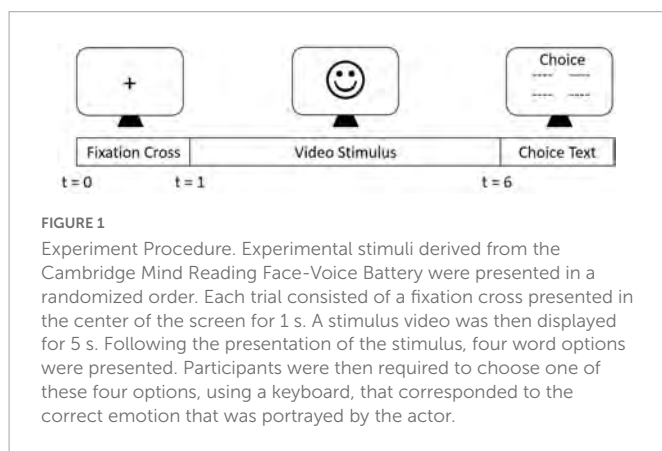 +
Choice
---- ----
---- ----
Fixation Cross Video Stimulus Choice Text
t = 0 t = 1 t = 6
FIGURE 1
Experiment Procedure. Experimental stimuli derived from the
Cambridge Mind Reading Face-Voice Battery were presented in a
randomized order. Each trial consisted of a fixation cross presented in
the center of the screen for 1 s. A stimulus video was then displayed
for 5 s. Following the presentation of the stimulus, four word options
were presented. Participants were then required to choose one of
these four options, using a keyboard, that corresponded to the
correct emotion that was portrayed by the actor.